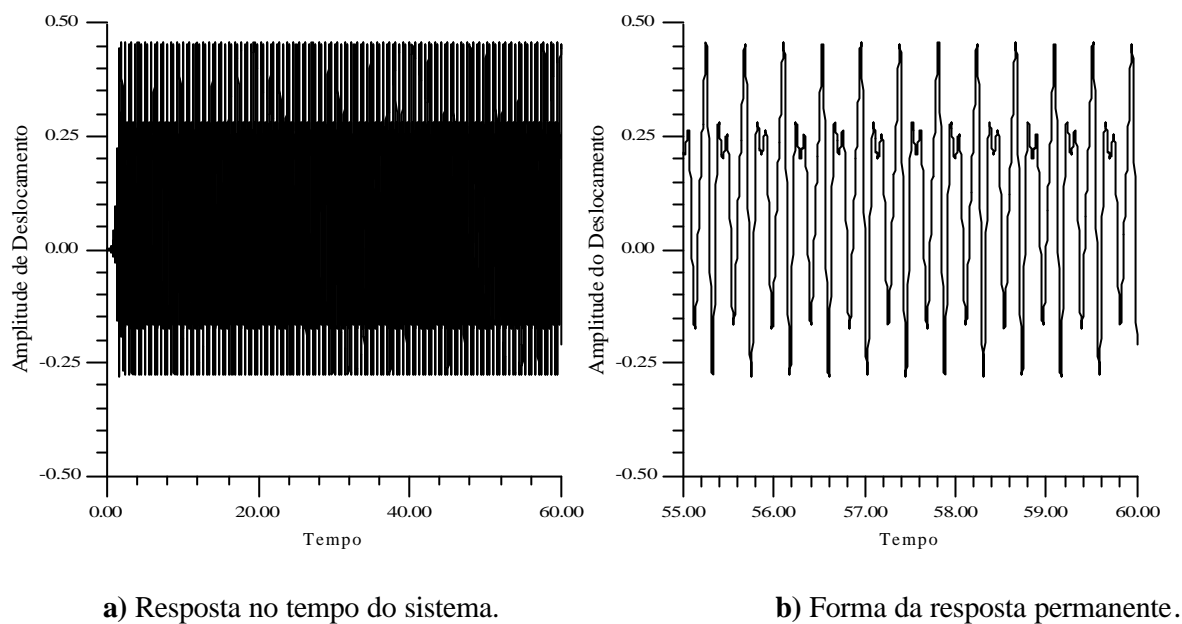 0.50
0.25
0.00
-0.25
-0.50
Amplitude de Deslocamento
0.00 20.00 40.00 60.00
Tempo
a) Resposta no tempo do sistema.
0.50
0.25
0.00
-0.25
-0.50
Amplitude do Deslocamento
55.00 56.00 57.00 58.00 59.00 60.00
Tempo
b) Forma da resposta permanente.